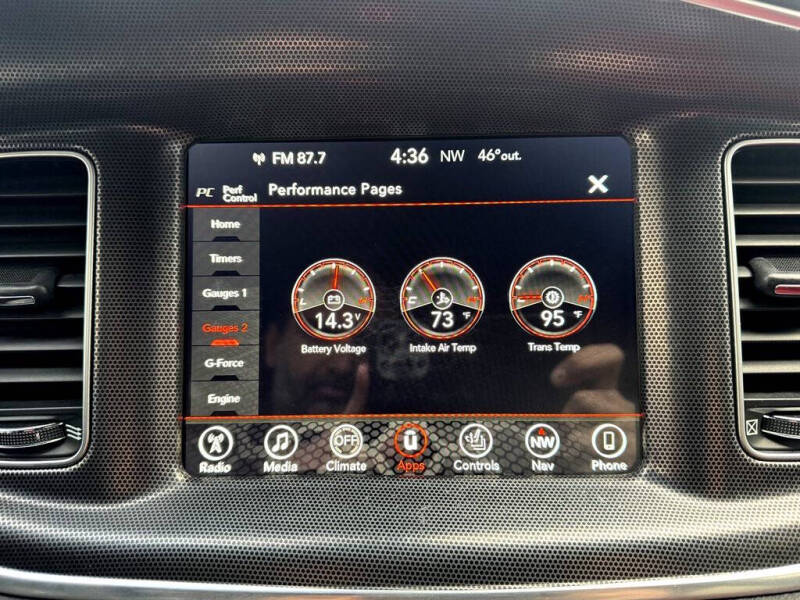 FM 87.7 4:36 NW 46° out.
PC Perf Control Performance Pages X
Home
Timers
Gauges 1
Gauges 2
G-Force
Engine
L 14.3 V
C 73 °F
95 °F
Battery Voltage Intake Air Temp Trans Temp
OFF NW
Radio Media Climate Apps Controls Nav Phone